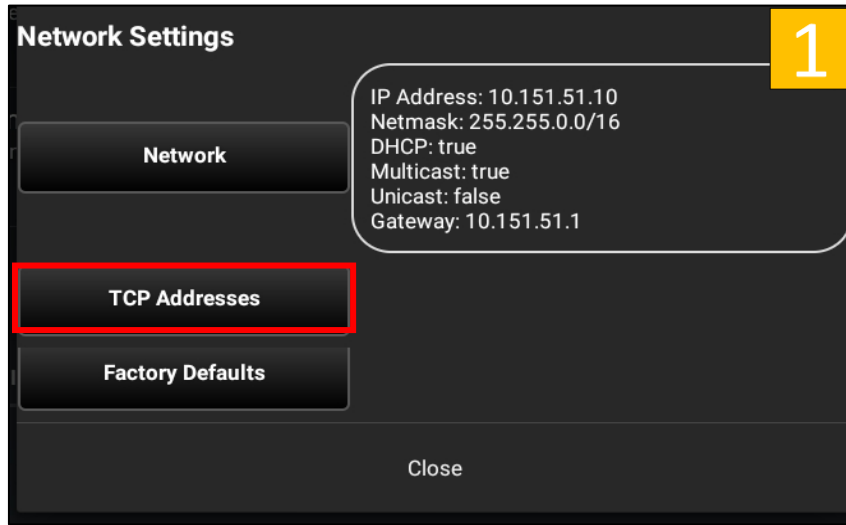 Network Settings
1
IP Address: 10.151.51.10
Netmask: 255.255.0.0/16
DHCP: true
Multicast: true
Unicast: false
Gateway: 10.151.51.1
Network
TCP Addresses
Factory Defaults
Close